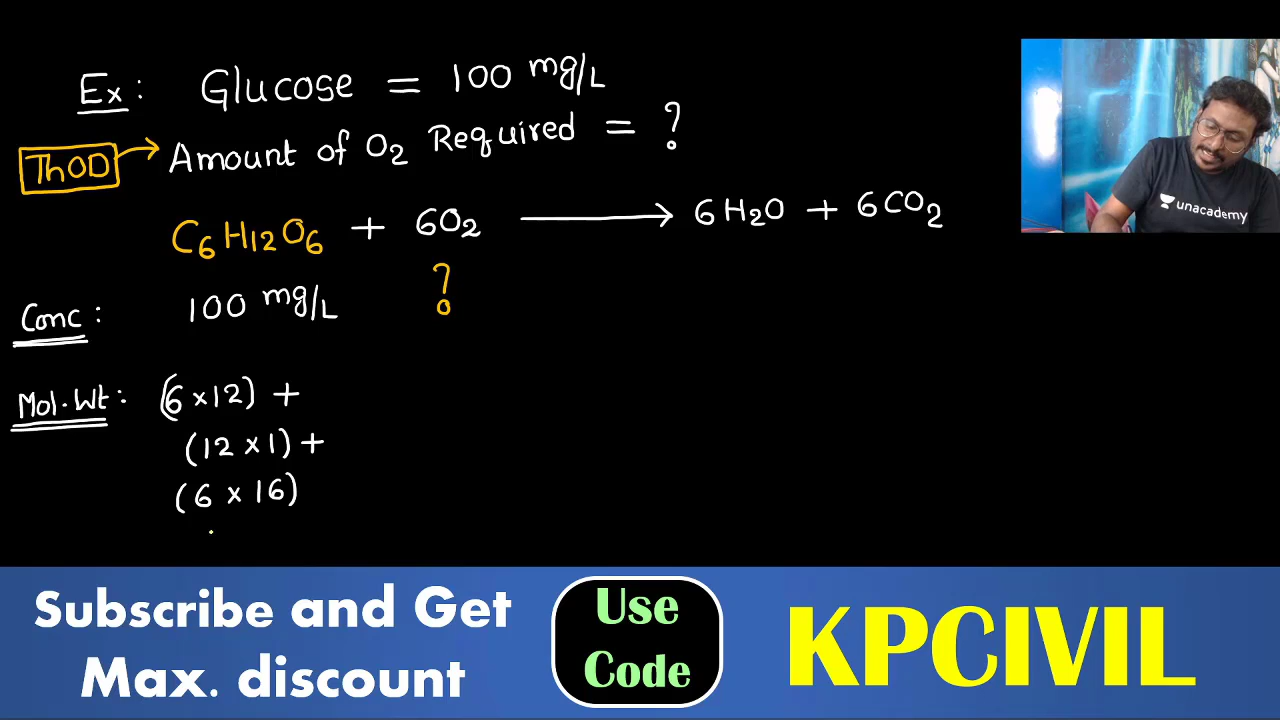 Ex: Glucose = 100 mg/L
ThOD → Amount of O2 Required = ?
C6H12O6 + 6O2 → 6H2O + 6CO2
?
Conc: 100 mg/L
Mol.Wt: (6 × 12) +
(12 × 1) +
(6 × 16)
unacademy
Subscribe and Get
Max. discount
Use
Code
KPCIVIL